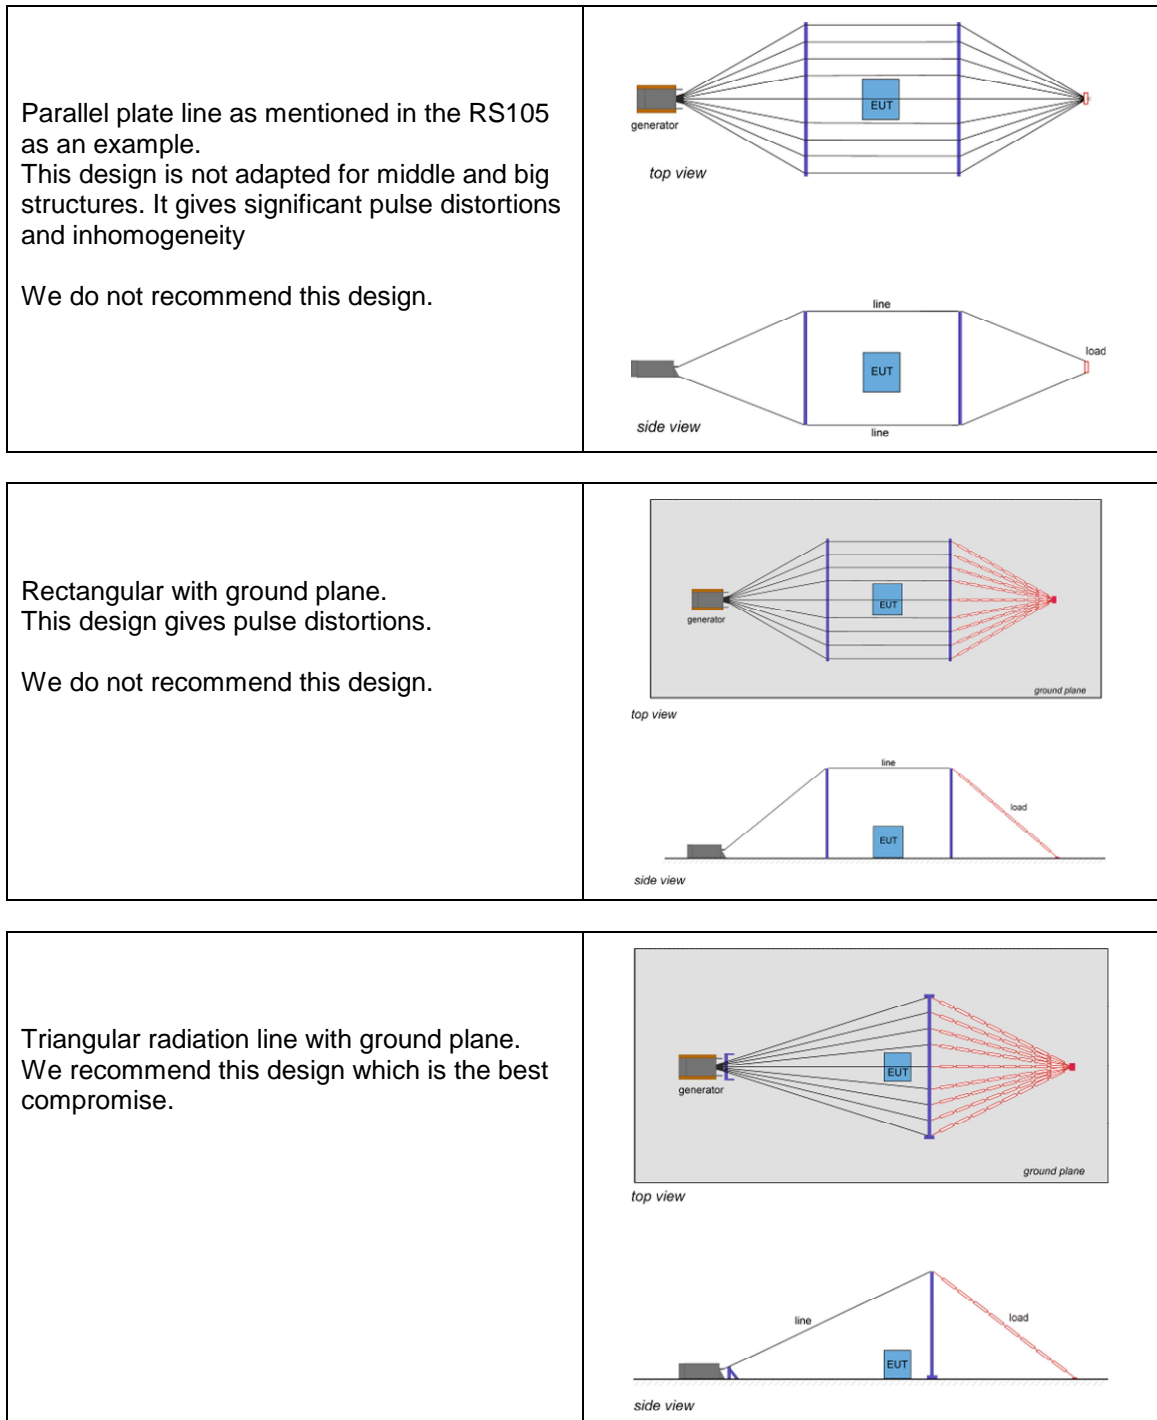 Parallel plate line as mentioned in the RS105
as an example.
This design is not adapted for middle and big
structures. It gives significant pulse distortions
and inhomogeneity
We do not recommend this design.
EUT
generator
top view
line
load
EUT
side view
line
Rectangular with ground plane.
This design gives pulse distortions.
We do not recommend this design.
EUT
generator
ground plane
top view
line
load
EUT
side view
Triangular radiation line with ground plane.
We recommend this design which is the best
compromise.
EUT
generator
ground plane
top view
line
load
EUT
side view